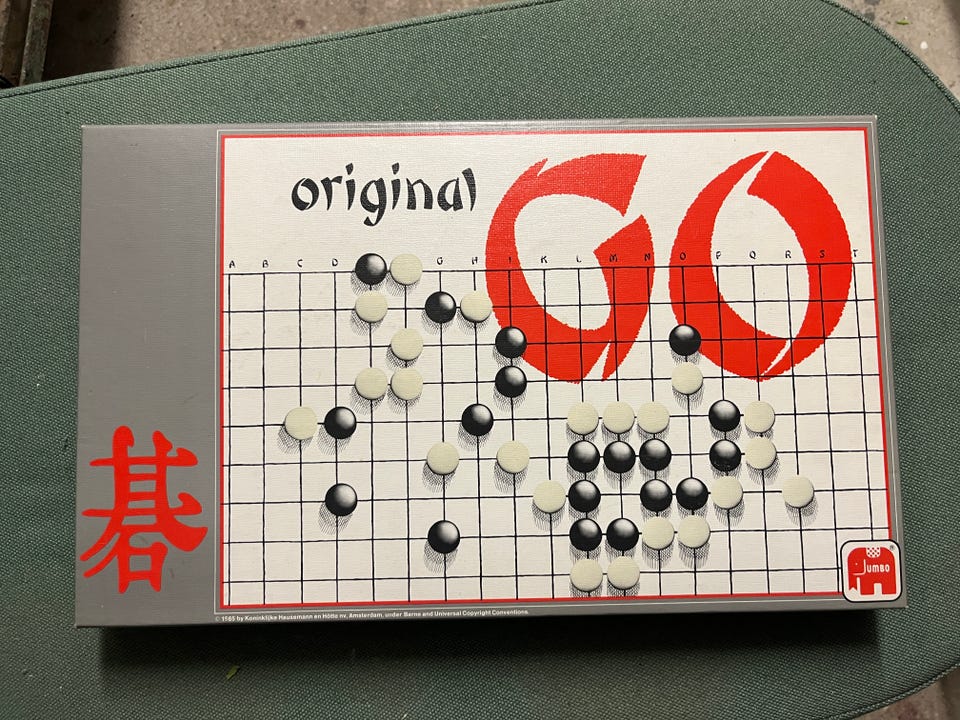 original GO
A B C D G H I K L M N O P Q R S T
碁
JUMBO
© 1965 by Koninklijke Hausemann en Hötte nv, Amsterdam, under Berne and Universal Copyright Conventions.